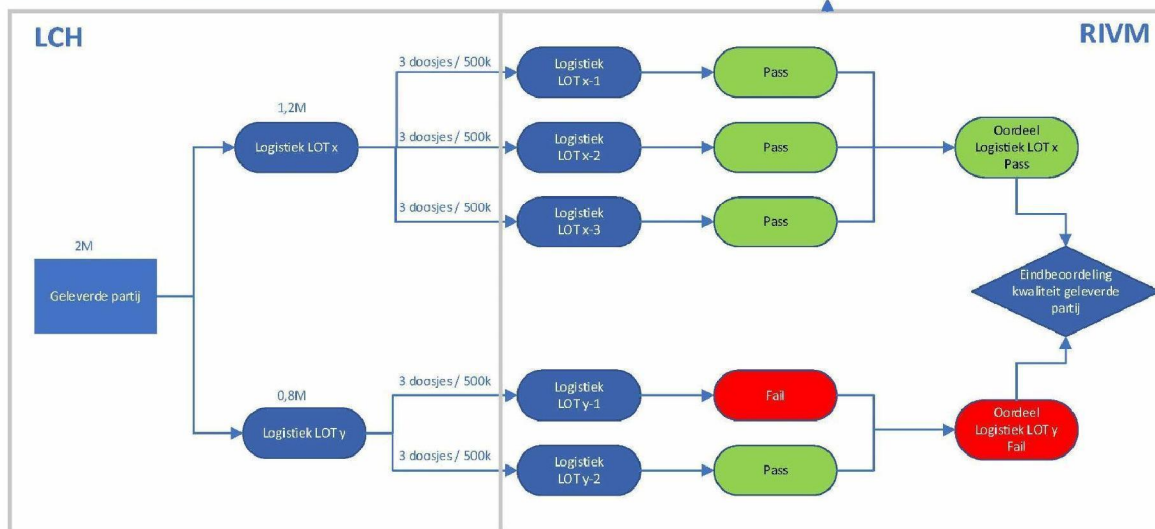 LCH
RIVM
3 doosjes / 500k
Logistiek
LOT x-1
Pass
1,2M
Logistiek LOT x
3 doosjes / 500k
Logistiek
LOT x-2
Pass
Oordeel
Logistiek LOT x
Pass
3 doosjes / 500k
Logistiek
LOT x-3
Pass
2M
Geleverde partij
Eindbeoordeling
kwaliteit geleverde
partij
0,8M
Logistiek LOT y
3 doosjes / 500k
Logistiek
LOT y-1
Fail
Oordeel
Logistiek LOT y
Fail
3 doosjes / 500k
Logistiek
LOT y-2
Pass